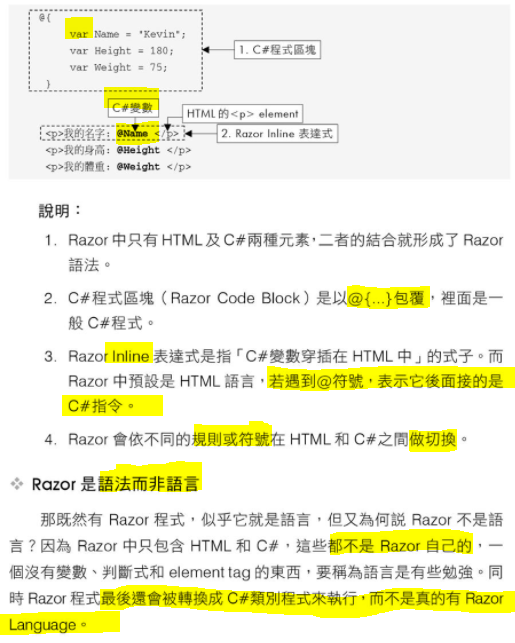 @{
var Name = "Kevin";
var Height = 180;
var Weight = 75;
}
1. C#程式區塊
C#變數
HTML 的<p> element
<p>我的名字: @Name </p>
2. Razor Inline 表達式
<p>我的身高: @Height </p>
<p>我的體重: @Weight </p>
說明：
1. Razor 中只有 HTML 及 C#兩種元素，二者的結合就形成了 Razor
語法。
2. C#程式區塊（Razor Code Block）是以@{...}包覆，裡面是一
般 C#程式。
3. Razor Inline 表達式是指「C#變數穿插在 HTML 中」的式子。而
Razor 中預設是 HTML 語言，若遇到@符號，表示它後面接的是
C#指令。
4. Razor 會依不同的規則或符號在 HTML 和 C#之間做切換。
❖ Razor 是語法而非語言
那既然有 Razor 程式，似乎它就是語言，但又為何說 Razor 不是語
言？因為 Razor 中只包含 HTML 和 C#，這些都不是 Razor 自己的，一
個沒有變數、判斷式和 element tag 的東西，要稱為語言是有些勉強。同
時 Razor 程式最後還會被轉換成 C#類別程式來執行，而不是真的有 Razor
Language。